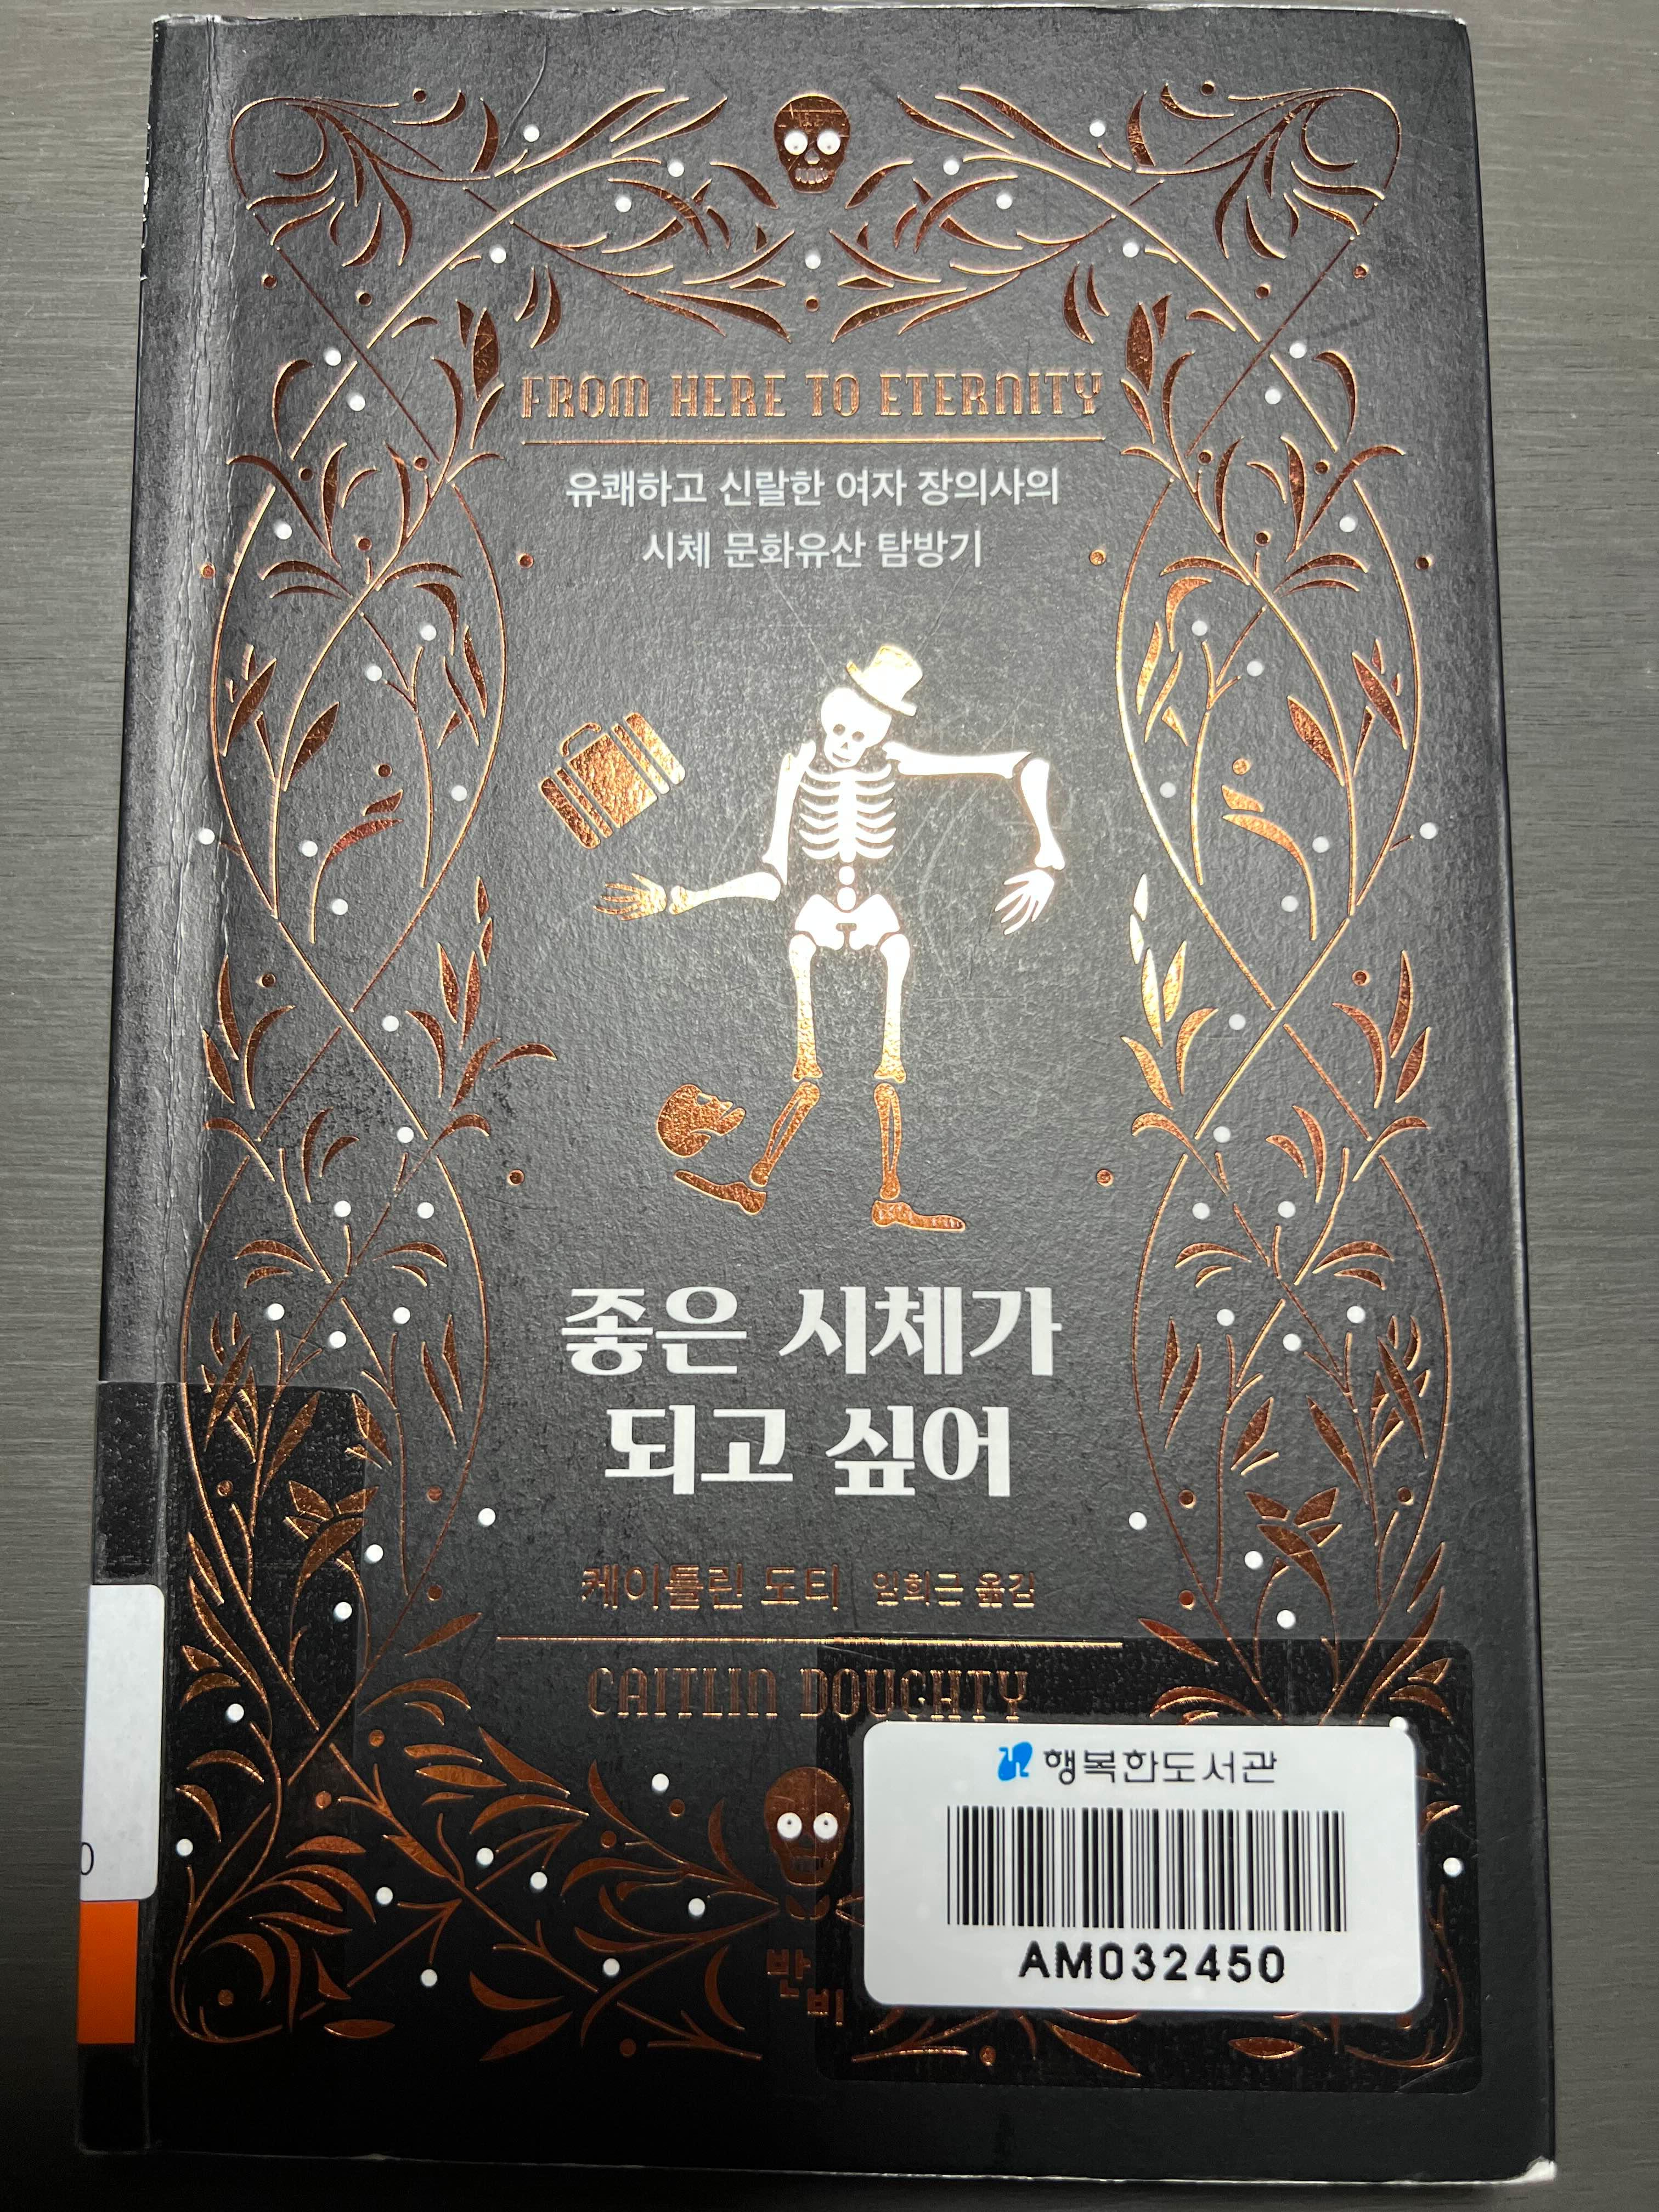 FROM HERE TO ETERNITY
유쾌하고 신랄한 여자 장의사의
시체 문화유산 탐방기
좋은 시체가
되고 싶어
케이틀린 도티 임희근 옮김
CAITLIN DOUGHTY
행복한도서관
AM032450
반비
0